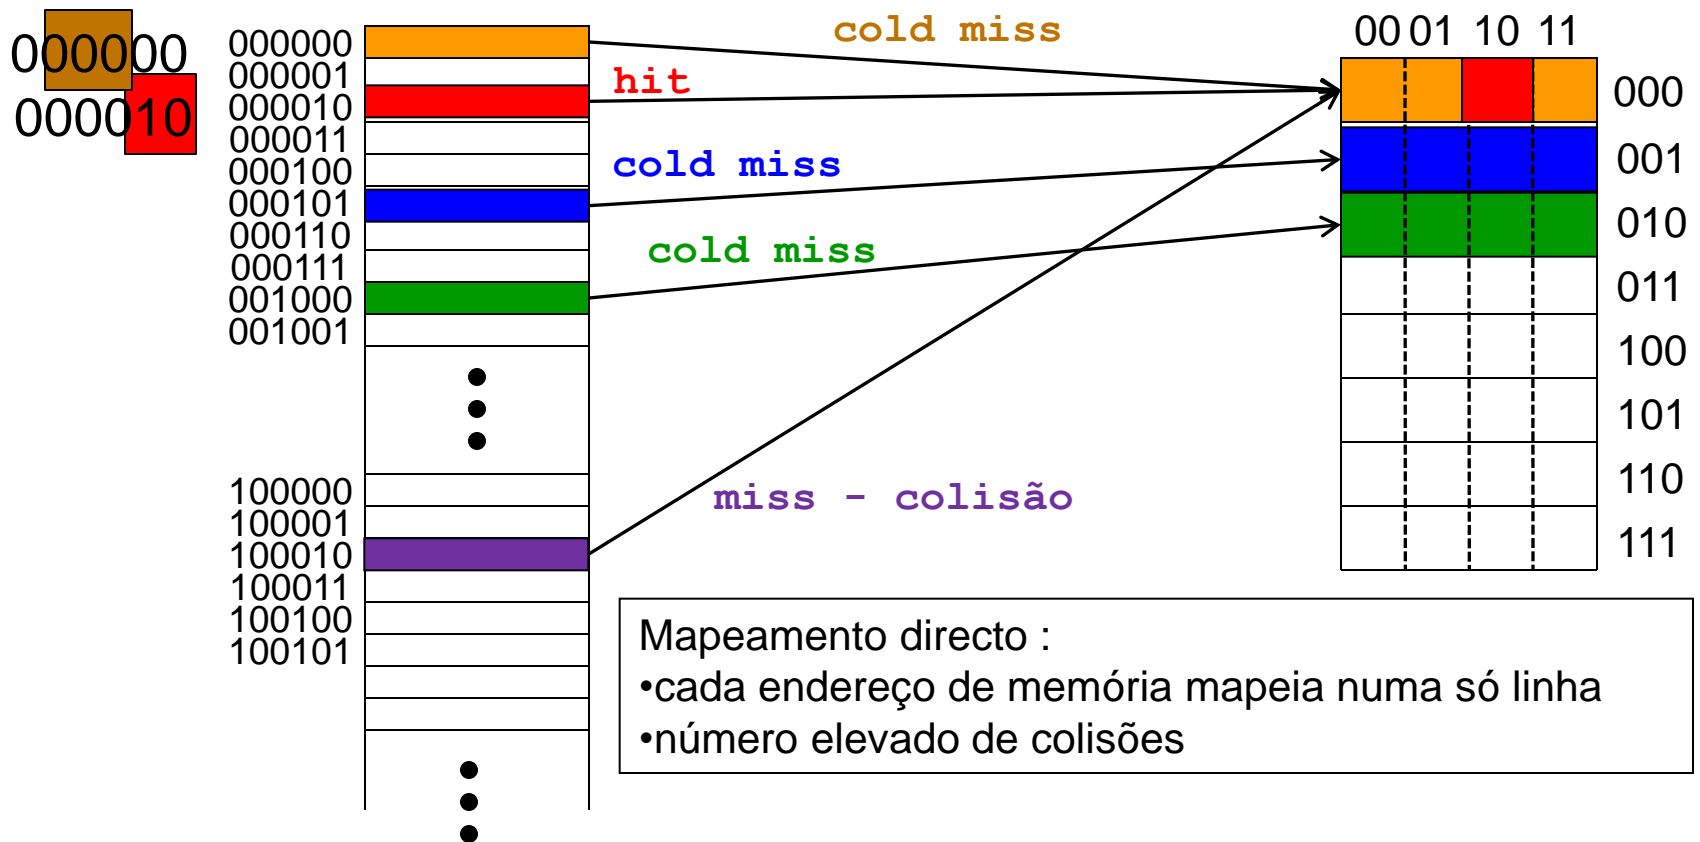 000000
000010
000000
000001
000010
000011
000100
000101
000110
000111
001000
001001
100000
100001
100010
100011
100100
100101
cold miss
hit
cold miss
cold miss
miss - colisão
00 01 10 11
000
001
010
011
100
101
110
111
Mapeamento directo :
•cada endereço de memória mapeia numa só linha
•número elevado de colisões